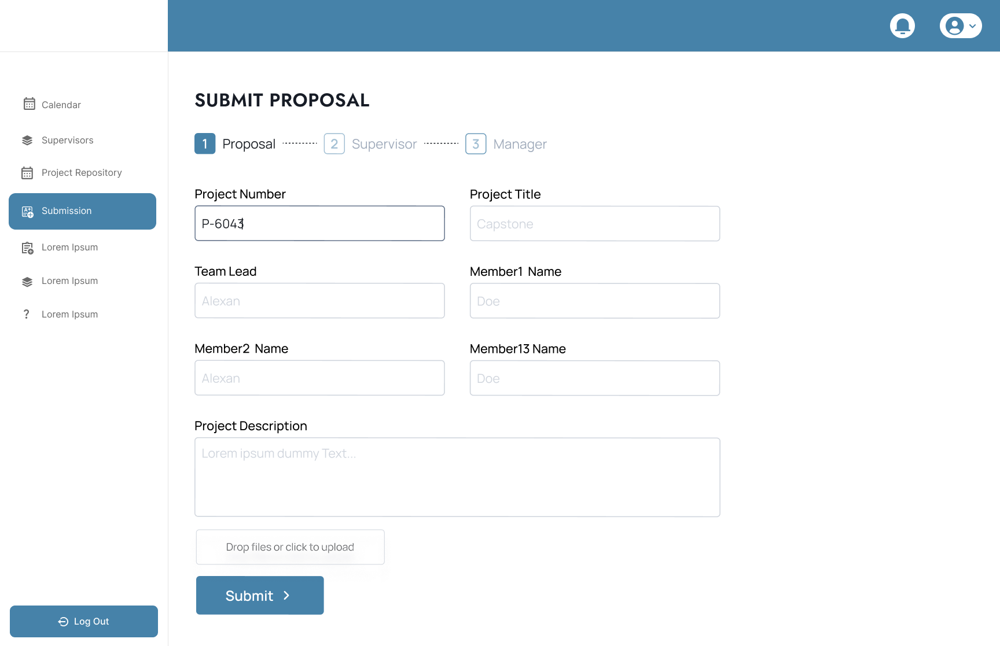 Calendar
Supervisors
Project Repository
Submission
Lorem Ipsum
Lorem Ipsum
? Lorem Ipsum
Log Out
SUBMIT PROPOSAL
1 Proposal 2 Supervisor 3 Manager
Project Number Project Title
P-6043 Capstone
Team Lead Member1 Name
Alexan Doe
Member2 Name Member13 Name
Alexan Doe
Project Description
Lorem ipsum dummy Text...
Drop files or click to upload
Submit